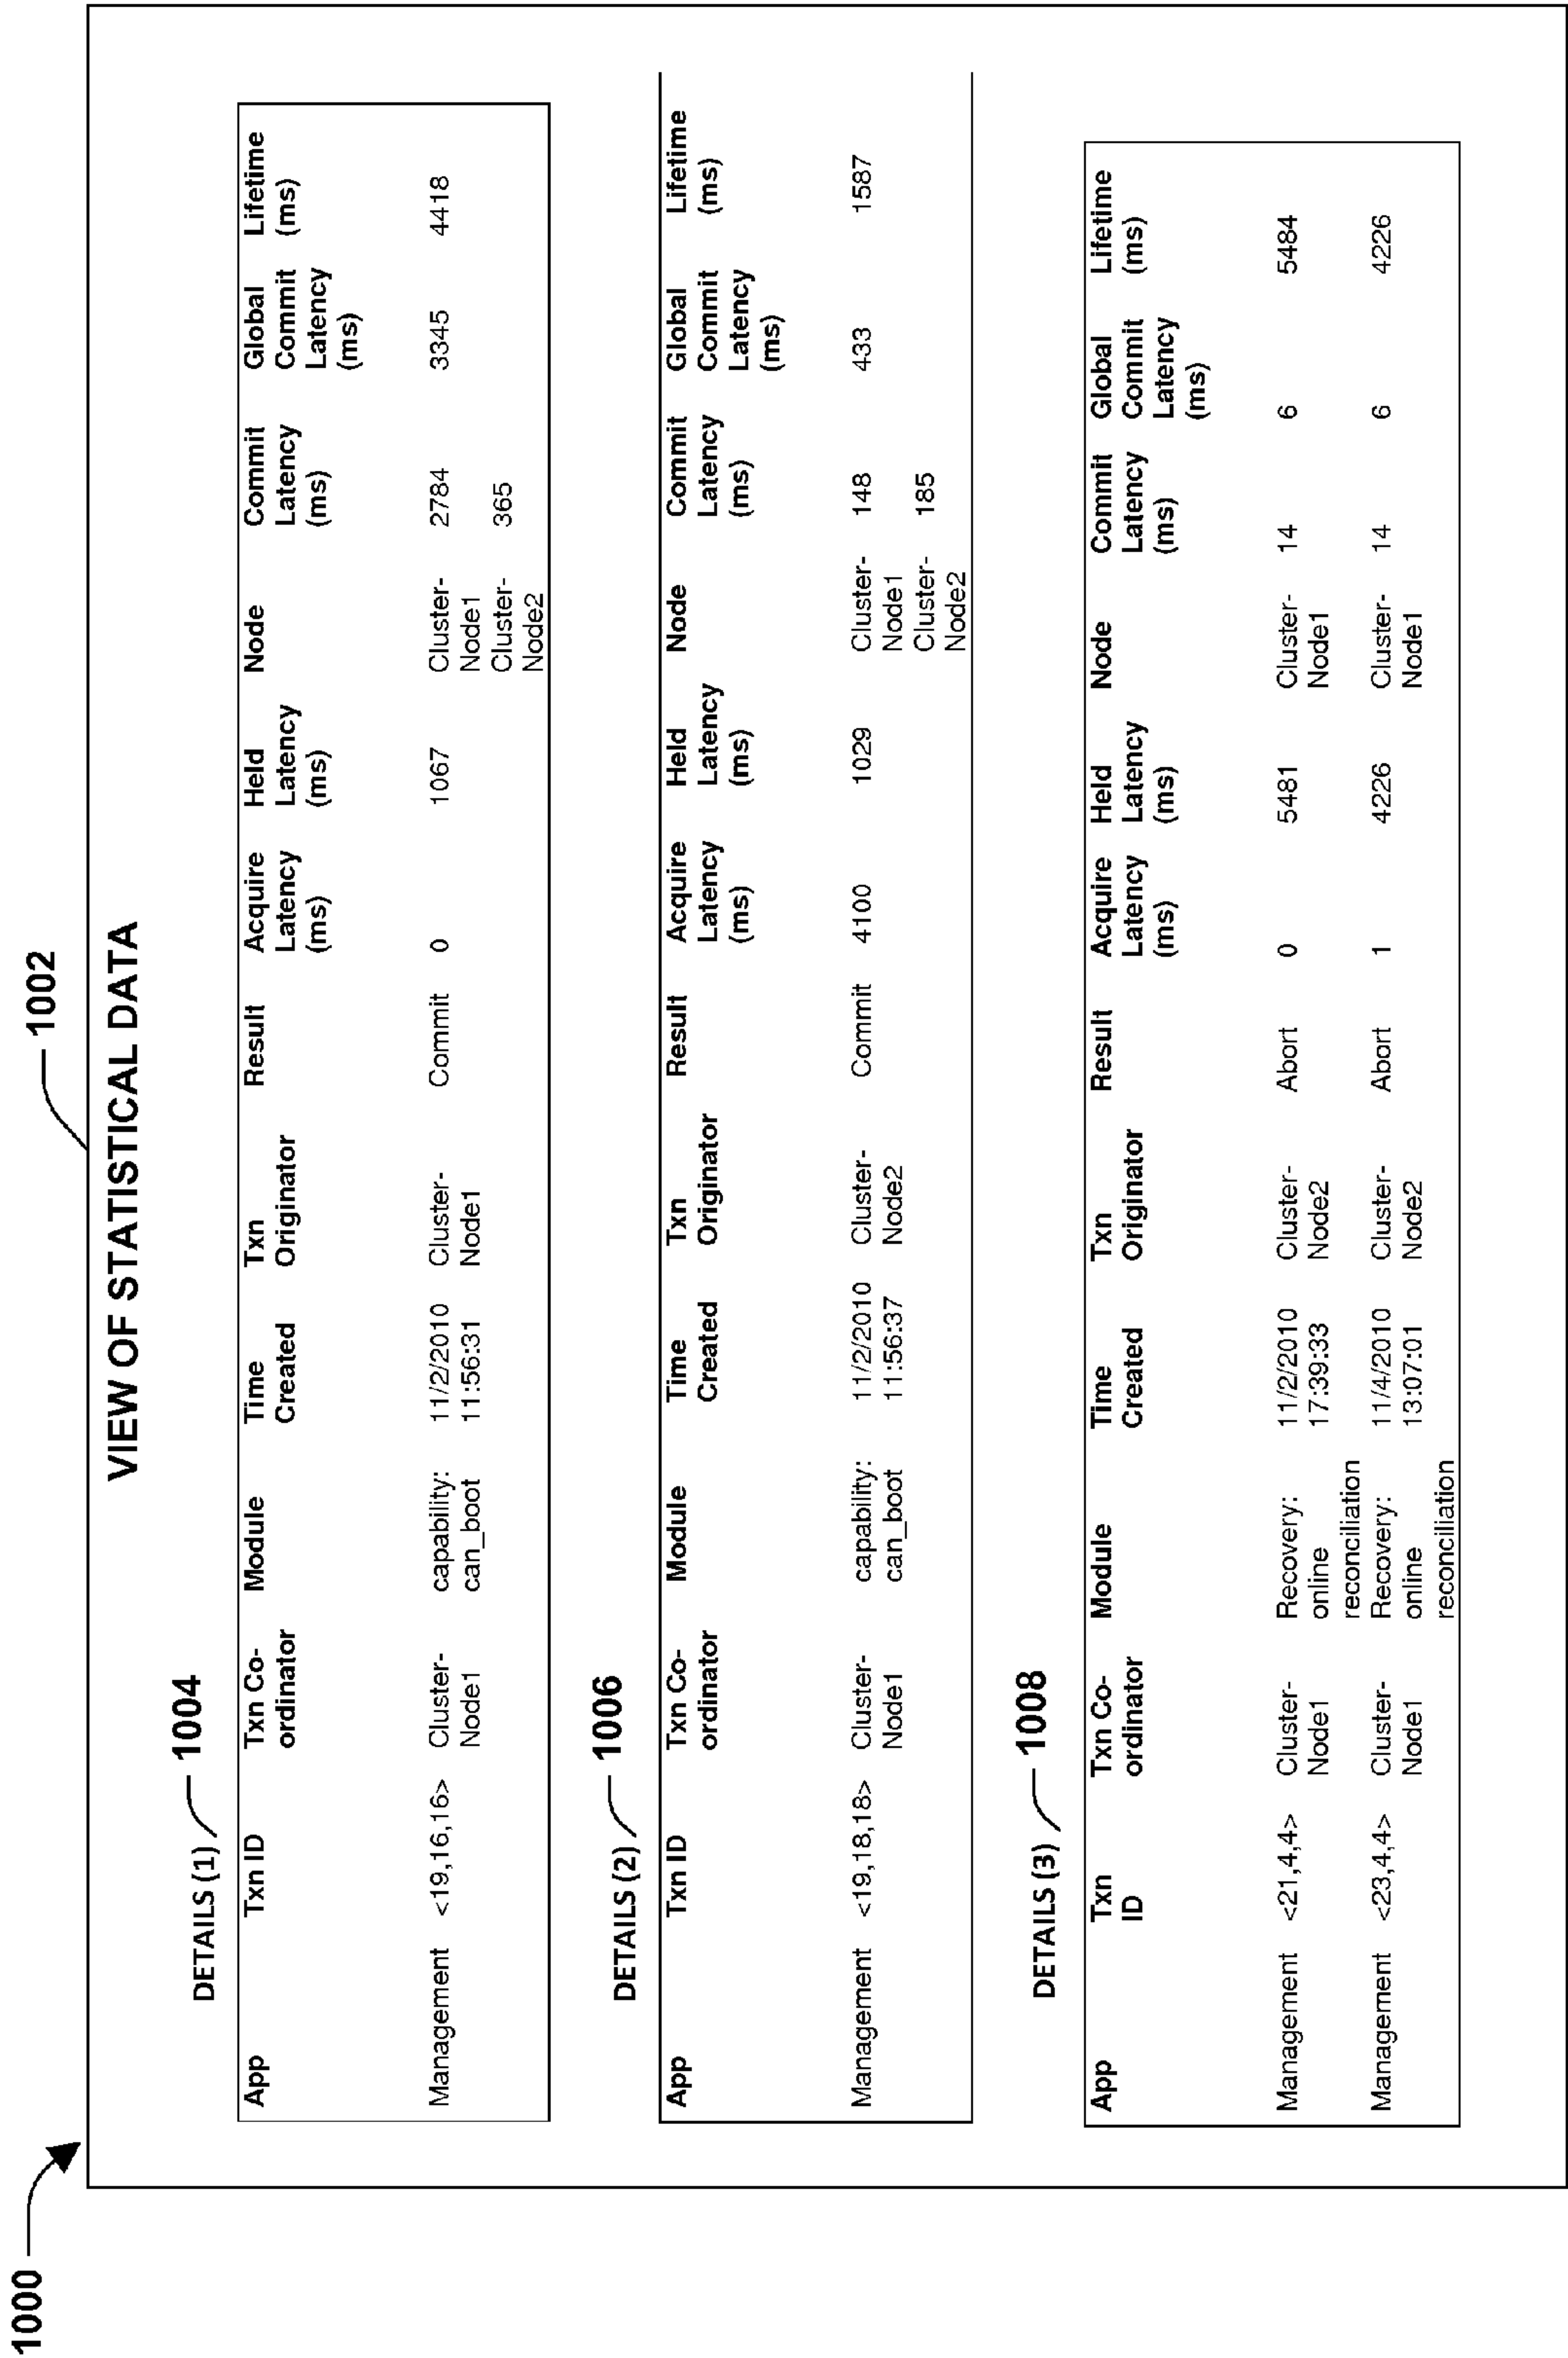 1000
1002
VIEW OF STATISTICAL DATA
DETAILS (1)
1004
App Txn ID Txn Co- Module Time Txn Result Acquire Held Node Commit Global Lifetime
ordinator Created Originator Latency Latency Latency Commit (ms)
(ms) (ms) (ms) Latency
(ms)
Management <19,16,16> Cluster- capability: 11/2/2010 Cluster- Commit 0 1067 Cluster- 2784 3345 4418
Node1 can_boot 11:56:31 Node1 Node1
Cluster- 365
Node2
DETAILS (2)
1006
App Txn ID Txn Co- Module Time Txn Result Acquire Held Node Commit Global Lifetime
ordinator Created Originator Latency Latency Latency Commit (ms)
(ms) (ms) (ms) Latency
(ms)
Management <19,18,18> Cluster- capability: 11/2/2010 Cluster- Commit 4100 1029 Cluster- 148 433 1587
Node1 can_boot 11:56:37 Node2 Node1
Cluster- 185
Node2
DETAILS (3)
1008
App Txn Txn Co- Module Time Txn Result Acquire Held Node Commit Global Lifetime
ID ordinator Created Originator Latency Latency Latency Commit (ms)
(ms) (ms) (ms) Latency
(ms)
Management <21,4,4> Cluster- Recovery: 11/2/2010 Cluster- Abort 0 5481 Cluster- 14 6 5484
Node1 online 17:39:33 Node2 Node1
reconciliation
Management <23,4,4> Cluster- Recovery: 11/4/2010 Cluster- Abort 1 4226 Cluster- 14 6 4226
Node1 online 13:07:01 Node2 Node1
reconciliation